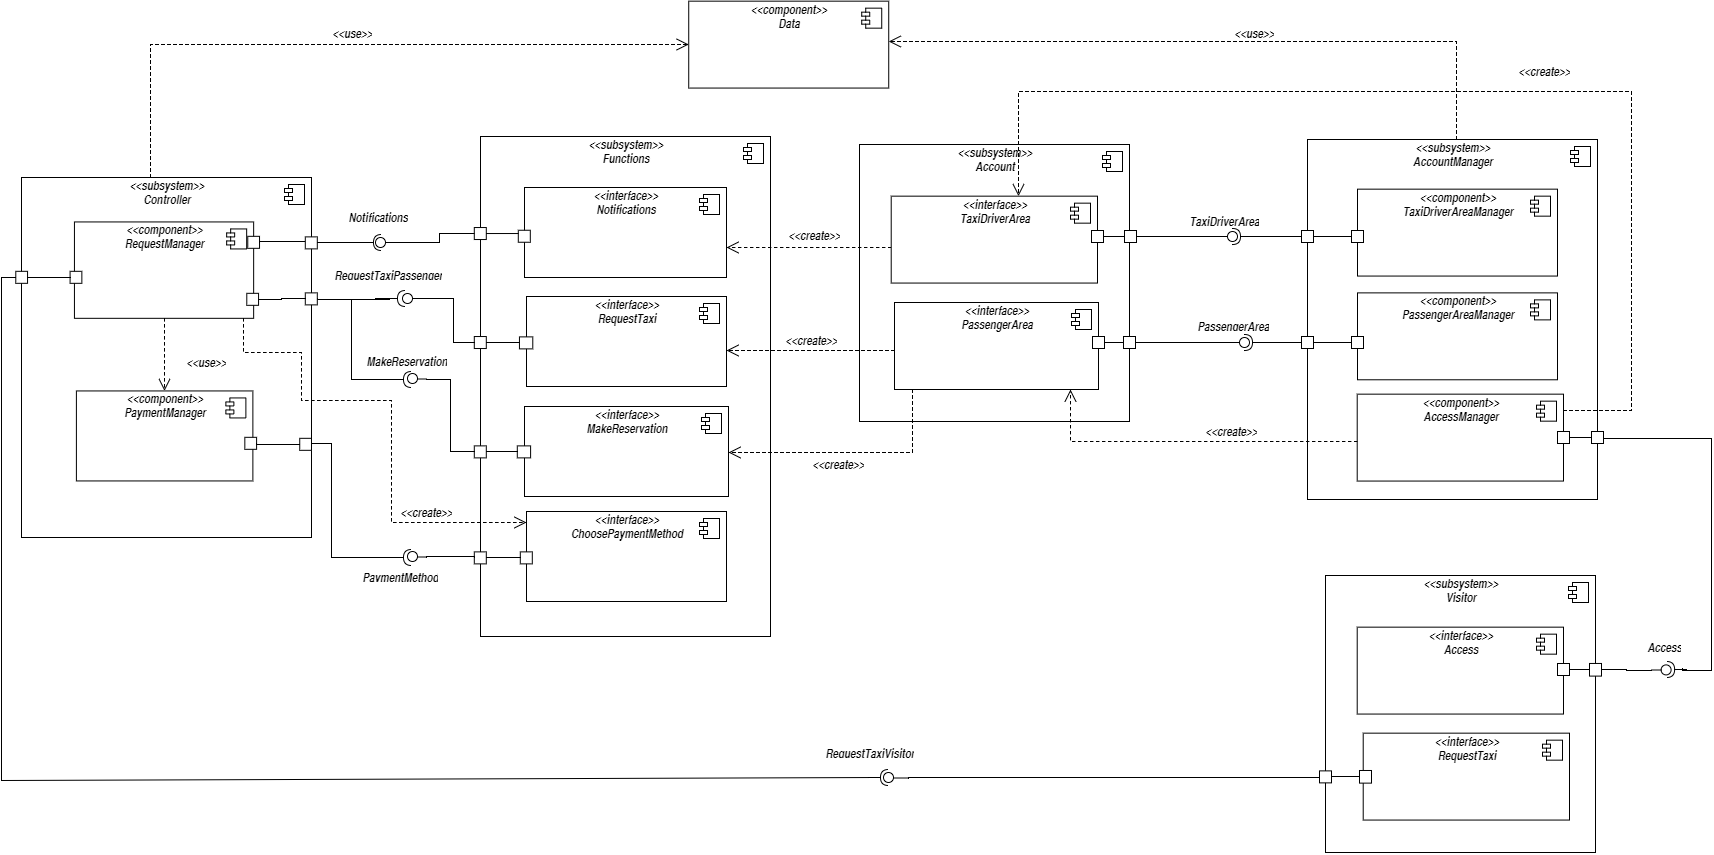 <<component>>
Data
<<use>>
<<use>>
<<create>>
<<subsystem>>
Functions
<<subsystem>>
Account
<<subsystem>>
AccountManager
<<subsystem>>
Controller
<<interface>>
Notifications
<<interface>>
TaxiDriverArea
<<component>>
TaxiDriverAreaManager
<<component>>
RequestManager
Notifications
<<create>>
TaxiDriverArea
RequestTaxiPassenger
<<interface>>
RequestTaxi
<<interface>>
PassengerArea
<<component>>
PassengerAreaManager
<<create>>
PassengerArea
<<use>>
MakeReservation
<<component>>
PaymentManager
<<interface>>
MakeReservation
<<component>>
AccessManager
<<create>>
<<create>>
<<create>>
<<interface>>
ChoosePaymentMethod
PaymentMethod
<<subsystem>>
Visitor
<<interface>>
Access
Access
<<interface>>
RequestTaxi
RequestTaxiVisitor